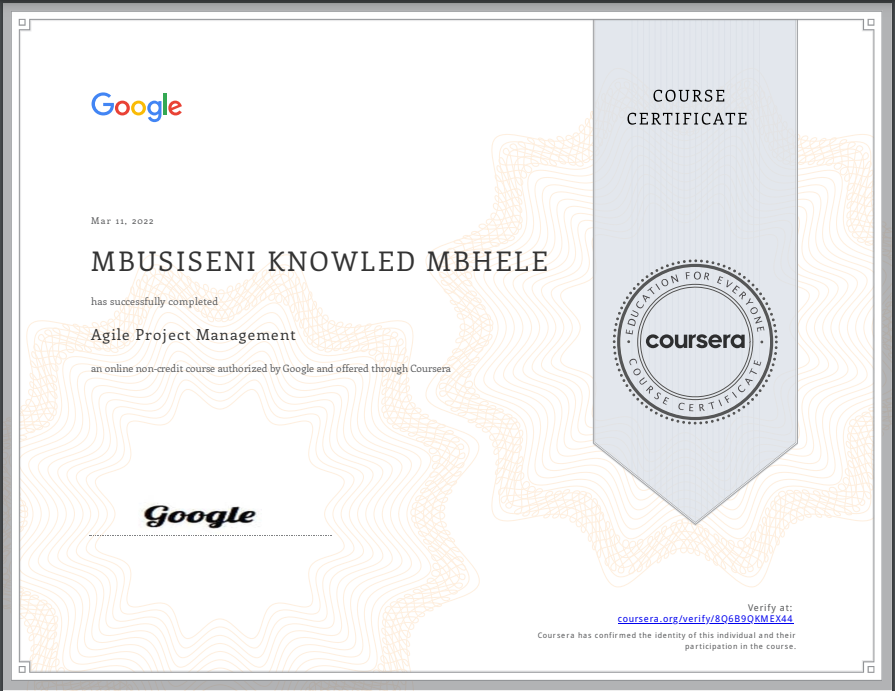 Google
COURSE
CERTIFICATE
Mar 11, 2022
MBUSISENI KNOWLED MBHELE
has successfully completed
Agile Project Management
an online non-credit course authorized by Google and offered through Coursera
EDUCATION FOR EVERYONE
coursera
COURSE CERTIFICATE
Google
Verify at:
coursera.org/verify/8Q6B9QKMEX44
Coursera has confirmed the identity of this individual and their
participation in the course.